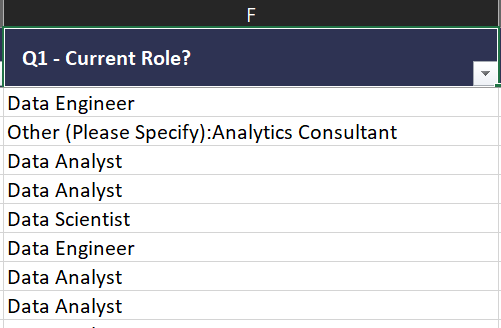 F
Q1 - Current Role?
Data Engineer
Other (Please Specify):Analytics Consultant
Data Analyst
Data Analyst
Data Scientist
Data Engineer
Data Analyst
Data Analyst